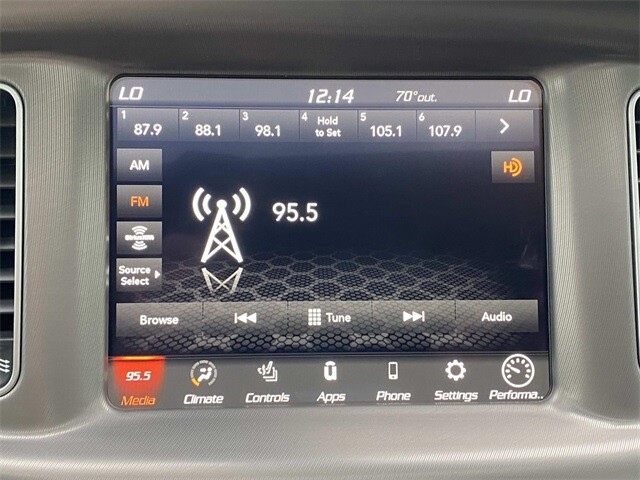 LO 12:14 70°out. LO
1 87.9 2 88.1 3 98.1 4 Hold to Set 5 105.1 6 107.9
AM
HD
FM
95.5
SiriusXM
Source
Select
Browse Tune Audio
95.5
Media Climate Controls Apps Phone Settings Performa..